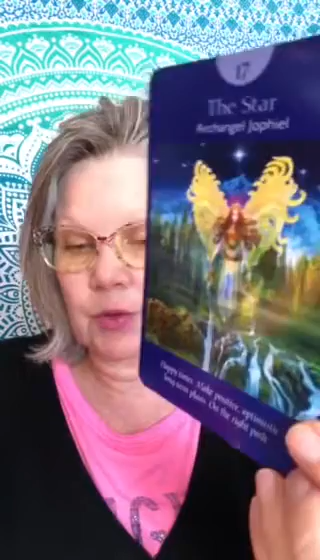 17
The Star
Archangel Jophiel
Happy times. Make positive, optimistic
long-term plans. On the right path.